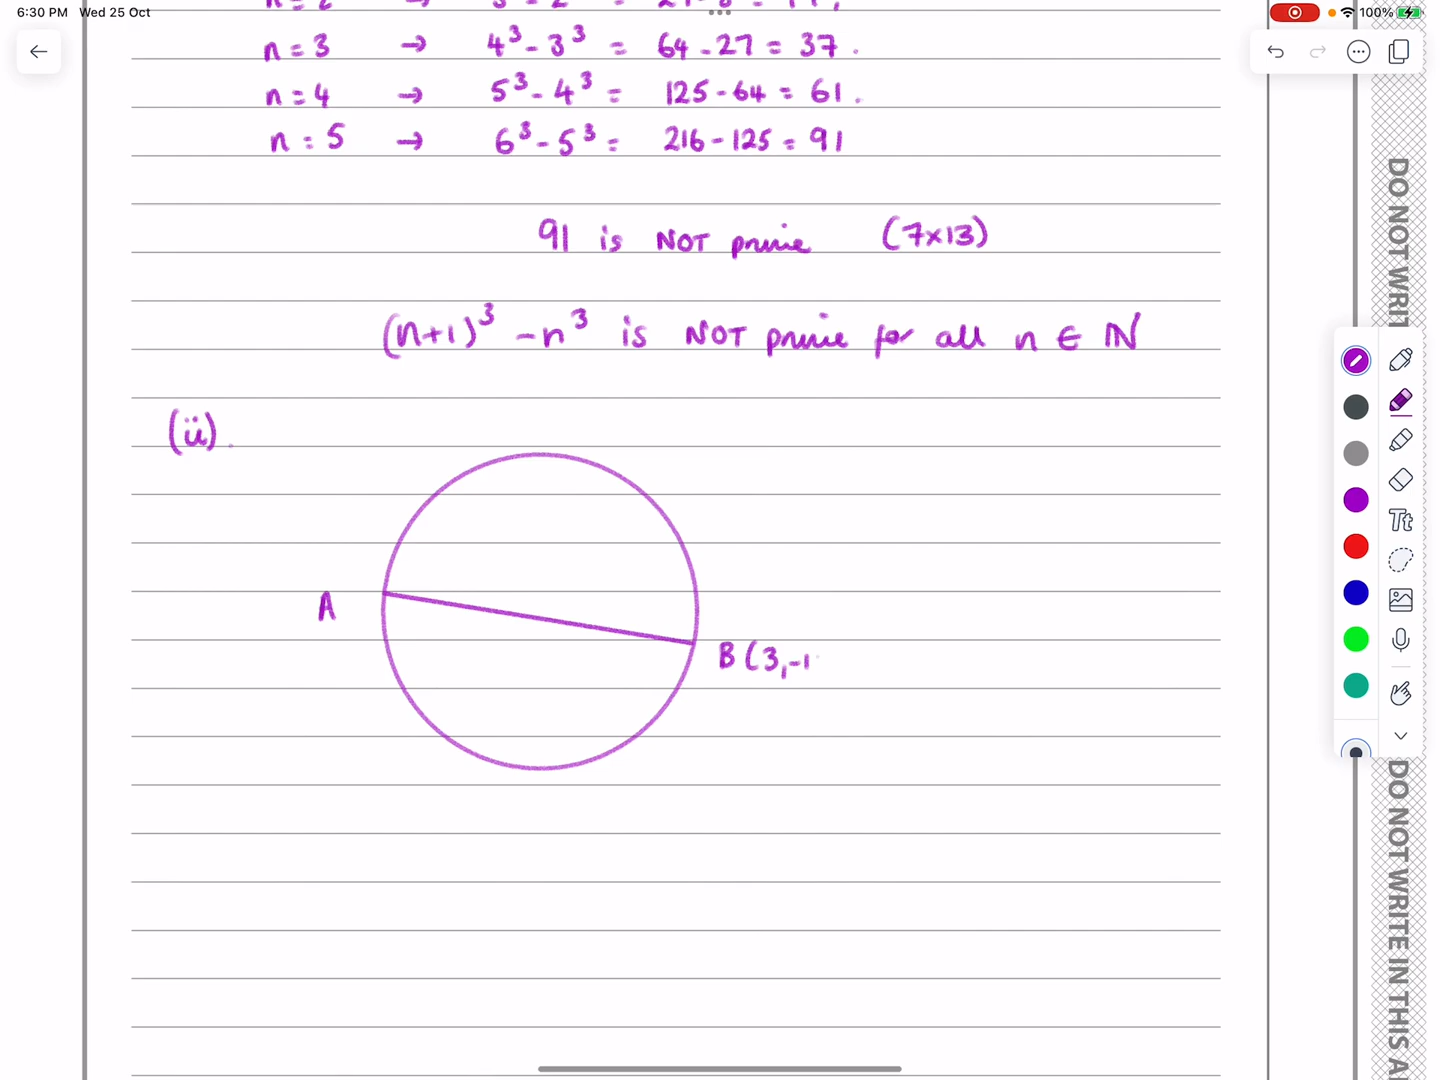 6:30 PM Wed 25 Oct
100%
n = 3 → 4³ - 3³ = 64 - 27 = 37 .
n = 4 → 5³ - 4³ = 125 - 64 = 61 .
n = 5 → 6³ - 5³ = 216 - 125 = 91
91 is NOT prime (7×13)
(n+1)³ - n³ is NOT prime for all n ∈ ℕ
(ii).
A
B (3,-1
Tt
DO NOT WRIT
DO NOT WRITE IN THIS A